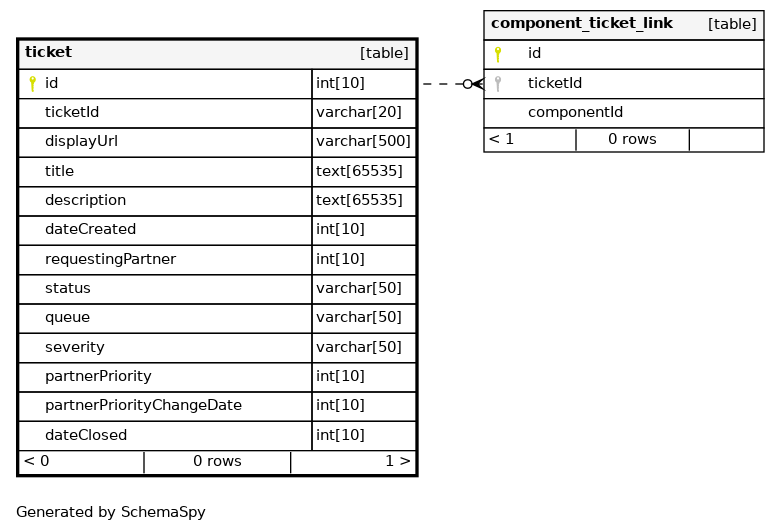 ticket [table]
id int[10]
ticketId varchar[20]
displayUrl varchar[500]
title text[65535]
description text[65535]
dateCreated int[10]
requestingPartner int[10]
status varchar[50]
queue varchar[50]
severity varchar[50]
partnerPriority int[10]
partnerPriorityChangeDate int[10]
dateClosed int[10]
< 0 0 rows 1 >
component_ticket_link [table]
id
ticketId
componentId
< 1 0 rows
Generated by SchemaSpy